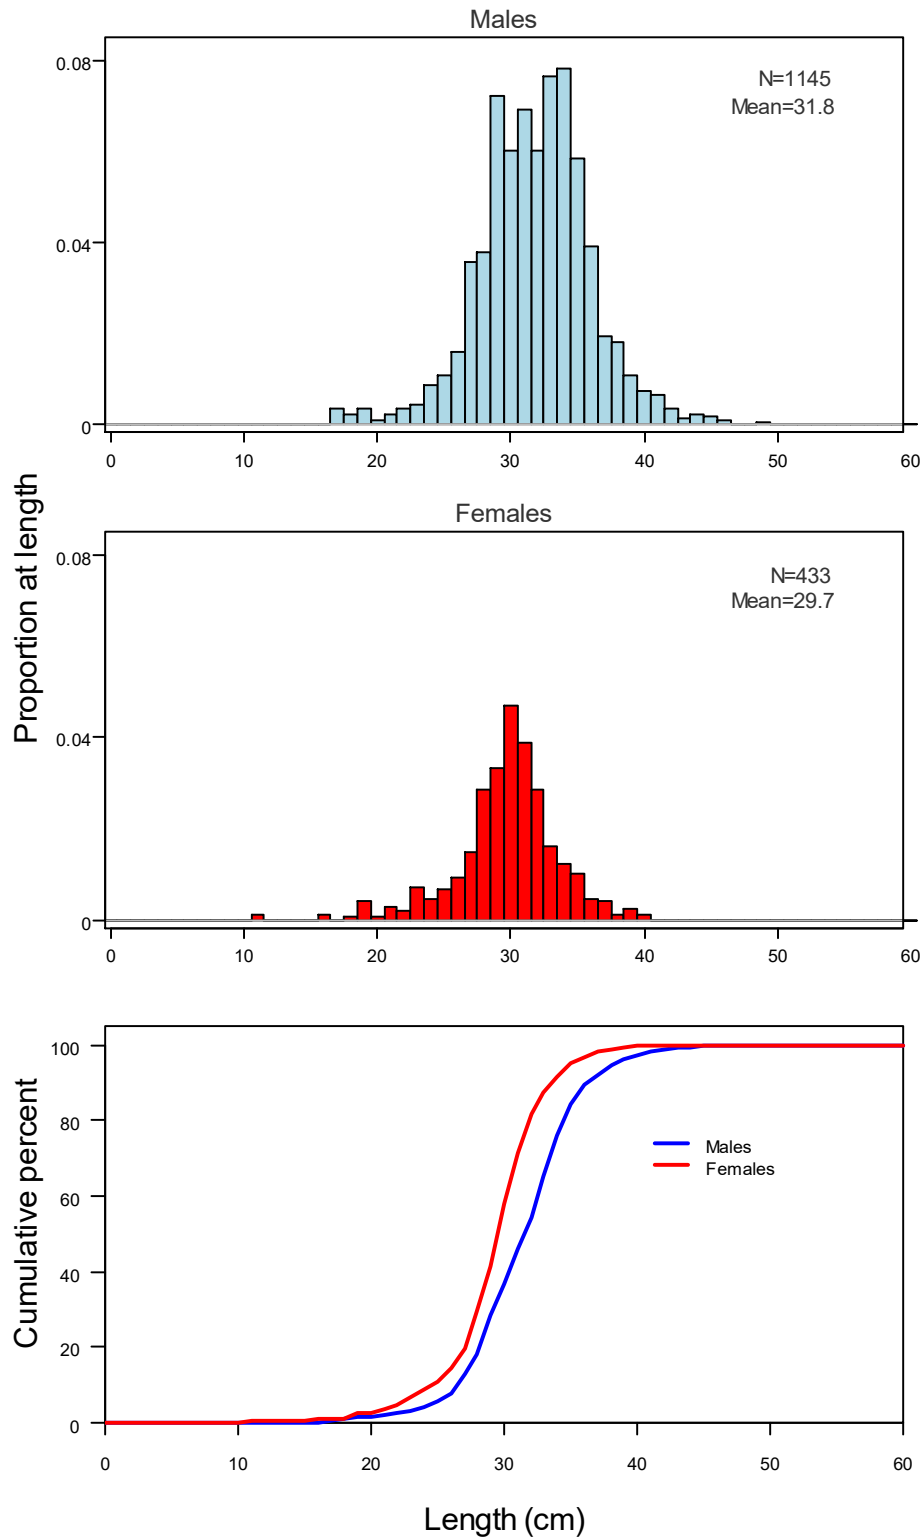 Males
0.08
N=1145
Mean=31.8
0.04
0
0 10 20 30 40 50 60
Proportion at length
Females
0.08
N=433
Mean=29.7
0.04
0
0 10 20 30 40 50 60
Cumulative percent
100
80
60
40
20
0
Males
Females
0 10 20 30 40 50 60
Length (cm)